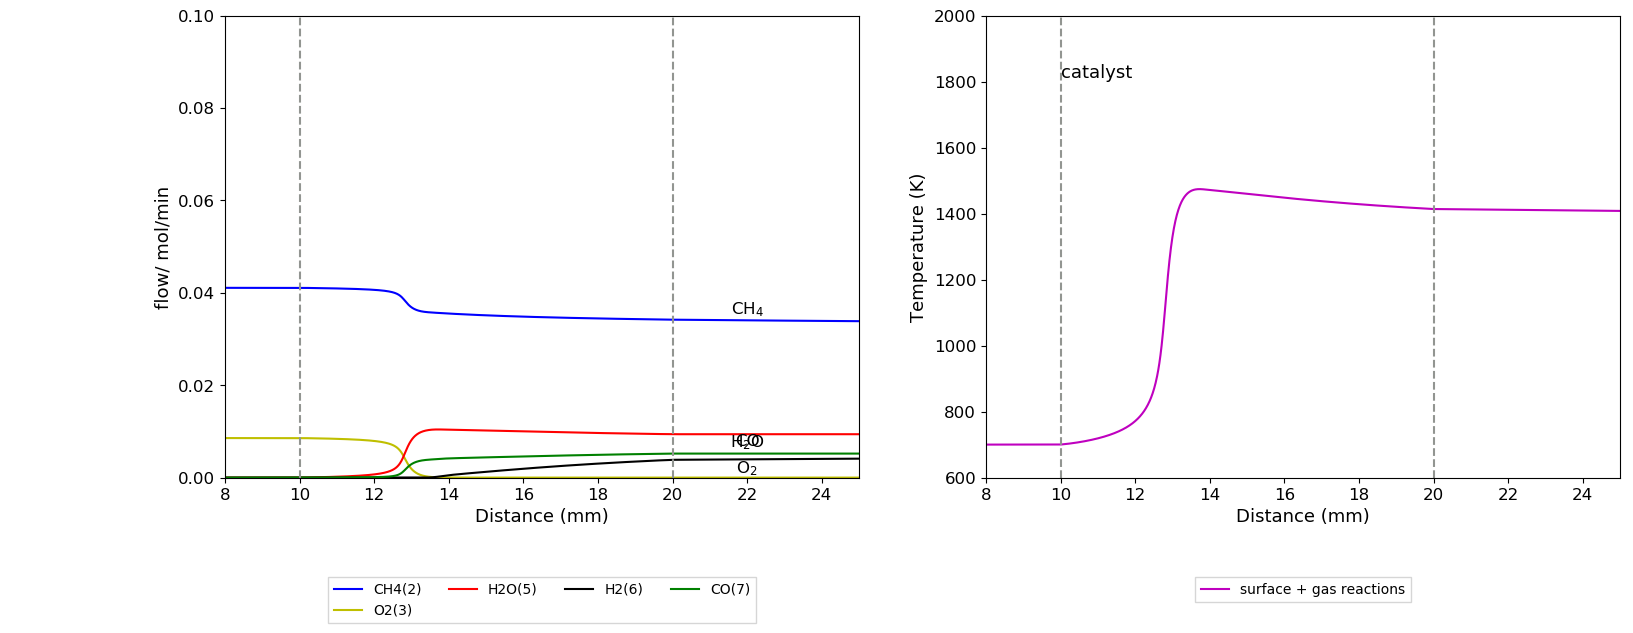 0.10
0.08
0.06
0.04
0.02
0.00
flow/ mol/min
CH₄
CO
H₂O
O₂
8 10 12 14 16 18 20 22 24
Distance (mm)
CH4(2) H2O(5) H2(6) CO(7)
O2(3)
2000
1800
1600
1400
1200
1000
800
600
Temperature (K)
catalyst
8 10 12 14 16 18 20 22 24
Distance (mm)
surface + gas reactions